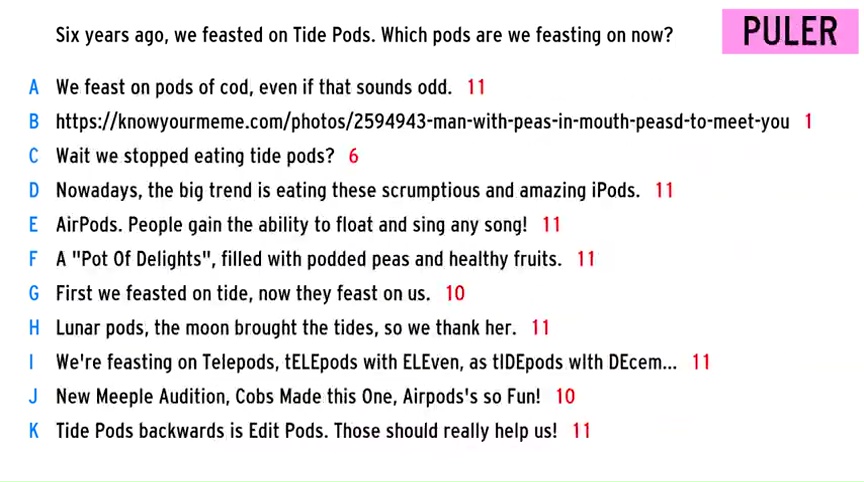 Six years ago, we feasted on Tide Pods. Which pods are we feasting on now?
PULER
A We feast on pods of cod, even if that sounds odd. 11
B https://knowyourmeme.com/photos/2594943-man-with-peas-in-mouth-peasd-to-meet-you 1
C Wait we stopped eating tide pods? 6
D Nowadays, the big trend is eating these scrumptious and amazing iPods. 11
E AirPods. People gain the ability to float and sing any song! 11
F A "Pot Of Delights", filled with podded peas and healthy fruits. 11
G First we feasted on tide, now they feast on us. 10
H Lunar pods, the moon brought the tides, so we thank her. 11
I We're feasting on Telepods, tELEpods with ELEven, as tIDEpods wIth DEcem... 11
J New Meeple Audition, Cobs Made this One, Airpods's so Fun! 10
K Tide Pods backwards is Edit Pods. Those should really help us! 11